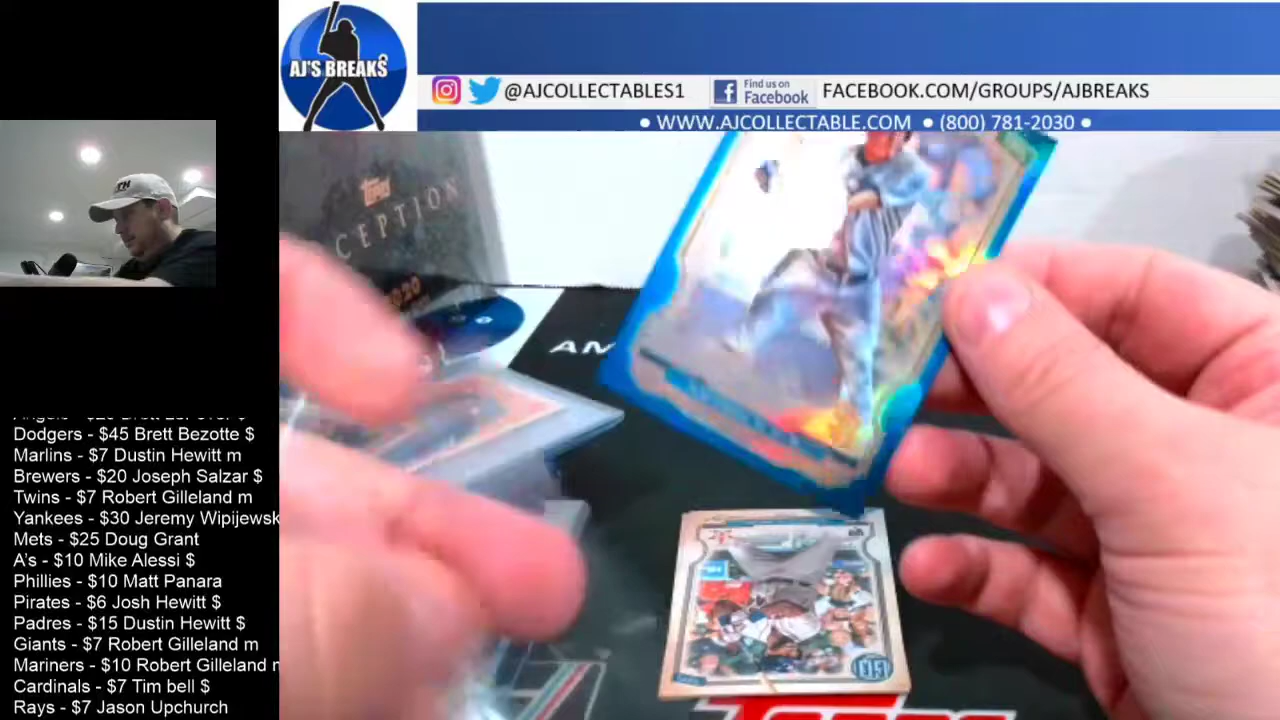 AJ'S BREAKS
@AJCOLLECTABLES1
Find us on
Facebook
FACEBOOK.COM/GROUPS/AJBREAKS
• WWW.AJCOLLECTABLE.COM • (800) 781-2030 •
Topps
CEPTION
2020
AM
Dodgers - $45 Brett Bezotte $
Marlins - $7 Dustin Hewitt m
Brewers - $20 Joseph Salzar $
Twins - $7 Robert Gilleland m
Yankees - $30 Jeremy Wipijewsk
Mets - $25 Doug Grant
A's - $10 Mike Alessi $
Phillies - $10 Matt Panara
Pirates - $6 Josh Hewitt $
Padres - $15 Dustin Hewitt $
Giants - $7 Robert Gilleland m
Mariners - $10 Robert Gilleland
Cardinals - $7 Tim bell $
Rays - $7 Jason Upchurch